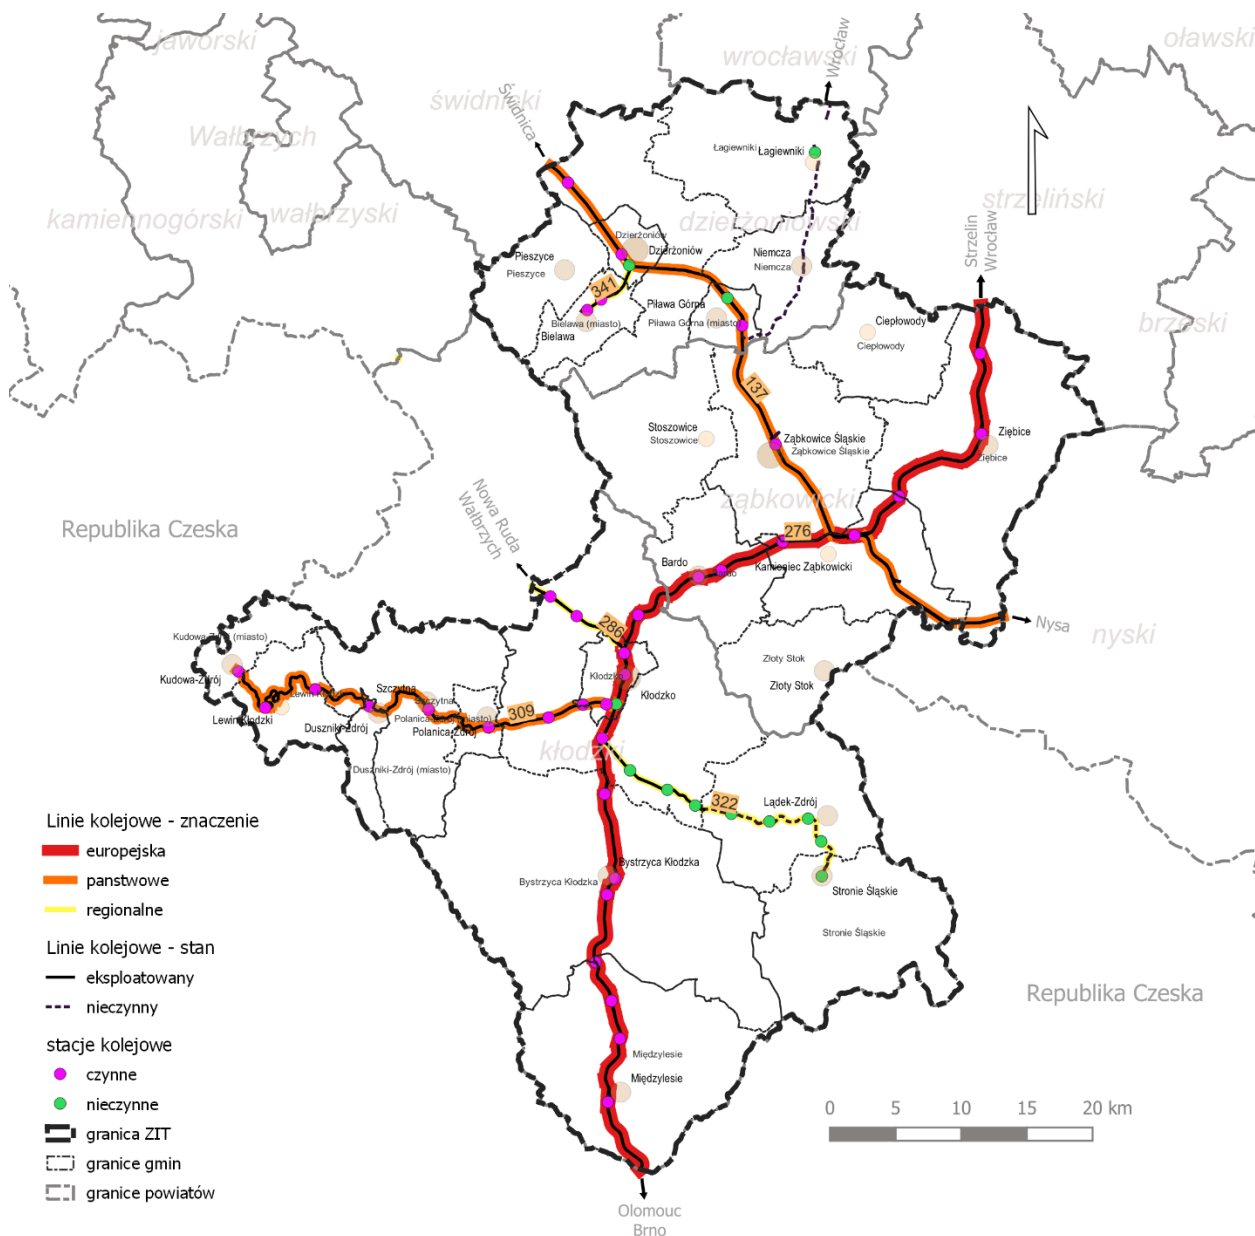 jaworski
oławski
wrocławski
Wrocław
świdnicki
Świdnica
Wałbrzych
Łagiewniki
Łagiewniki
kamiennogórski
wałbrzyski
dzierżoniowski
strzeliński
Strzelin
Wrocław
Dzierżoniów
Dzierżoniów
Pieszyce
Pieszyce
Niemcza
Niemcza
341
Piława Górna
Piława Górna (miasto)
Bielawa (miasto)
Bielawa
Ciepłowody
Ciepłowody
brzeski
137
Stoszowice
Stoszowice
Ząbkowice Śląskie
Ząbkowice Śląskie
Ziębice
Ziębice
ząbkowicki
Nowa Ruda
Wałbrzych
Republika Czeska
276
Bardo
Kamieniec Ząbkowicki
286
Nysa
nyski
Kudowa-Zdrój (miasto)
Kudowa-Zdrój
Złoty Stok
Złoty Stok
Kłodzko
Kłodzko
Szczytna
Szczytna
Lewin Kłodzki
Duszniki-Zdrój
Polanica-Zdrój (miasto)
Polanica-Zdrój
309
kłodzki
Duszniki-Zdrój (miasto)
322
Lądek-Zdrój
Bystrzyca Kłodzka
Bystrzyca Kłodzka
Stronie Śląskie
Stronie Śląskie
Republika Czeska
Międzylesie
Międzylesie
Olomouc
Brno
Linie kolejowe - znaczenie
europejska
panstwowe
regionalne
Linie kolejowe - stan
eksploatowany
nieczynny
stacje kolejowe
czynne
nieczynne
granica ZIT
granice gmin
granice powiatów
0 5 10 15 20 km